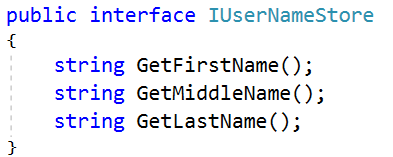 public interface IUserNameStore
{
    string GetFirstName();
    string GetMiddleName();
    string GetLastName();
}